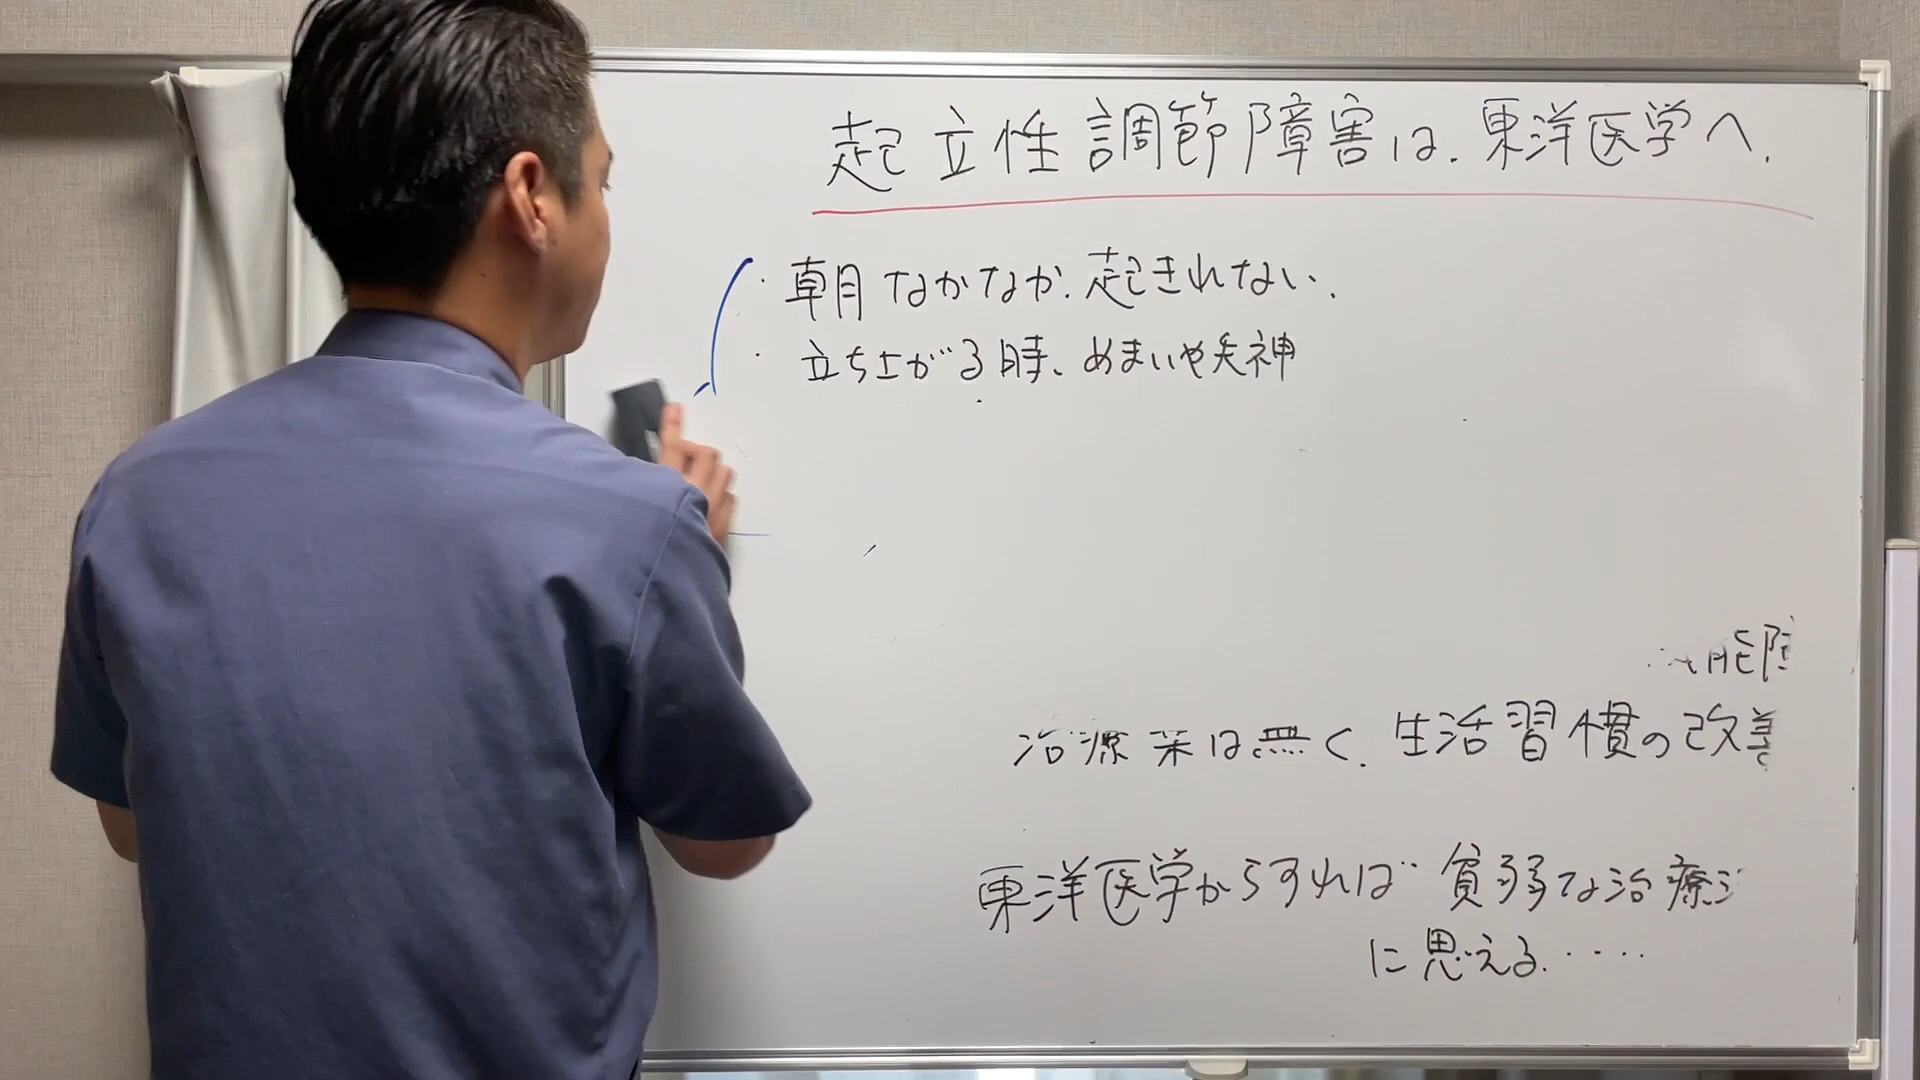 起立性調節障害は、東洋医学へ.
・朝なかなか、起きれない.
・立ち上がる時、めまいや失神
能障
治療薬は無く、生活習慣の改善
東洋医学からすれば 貧弱な治療
に思える.....